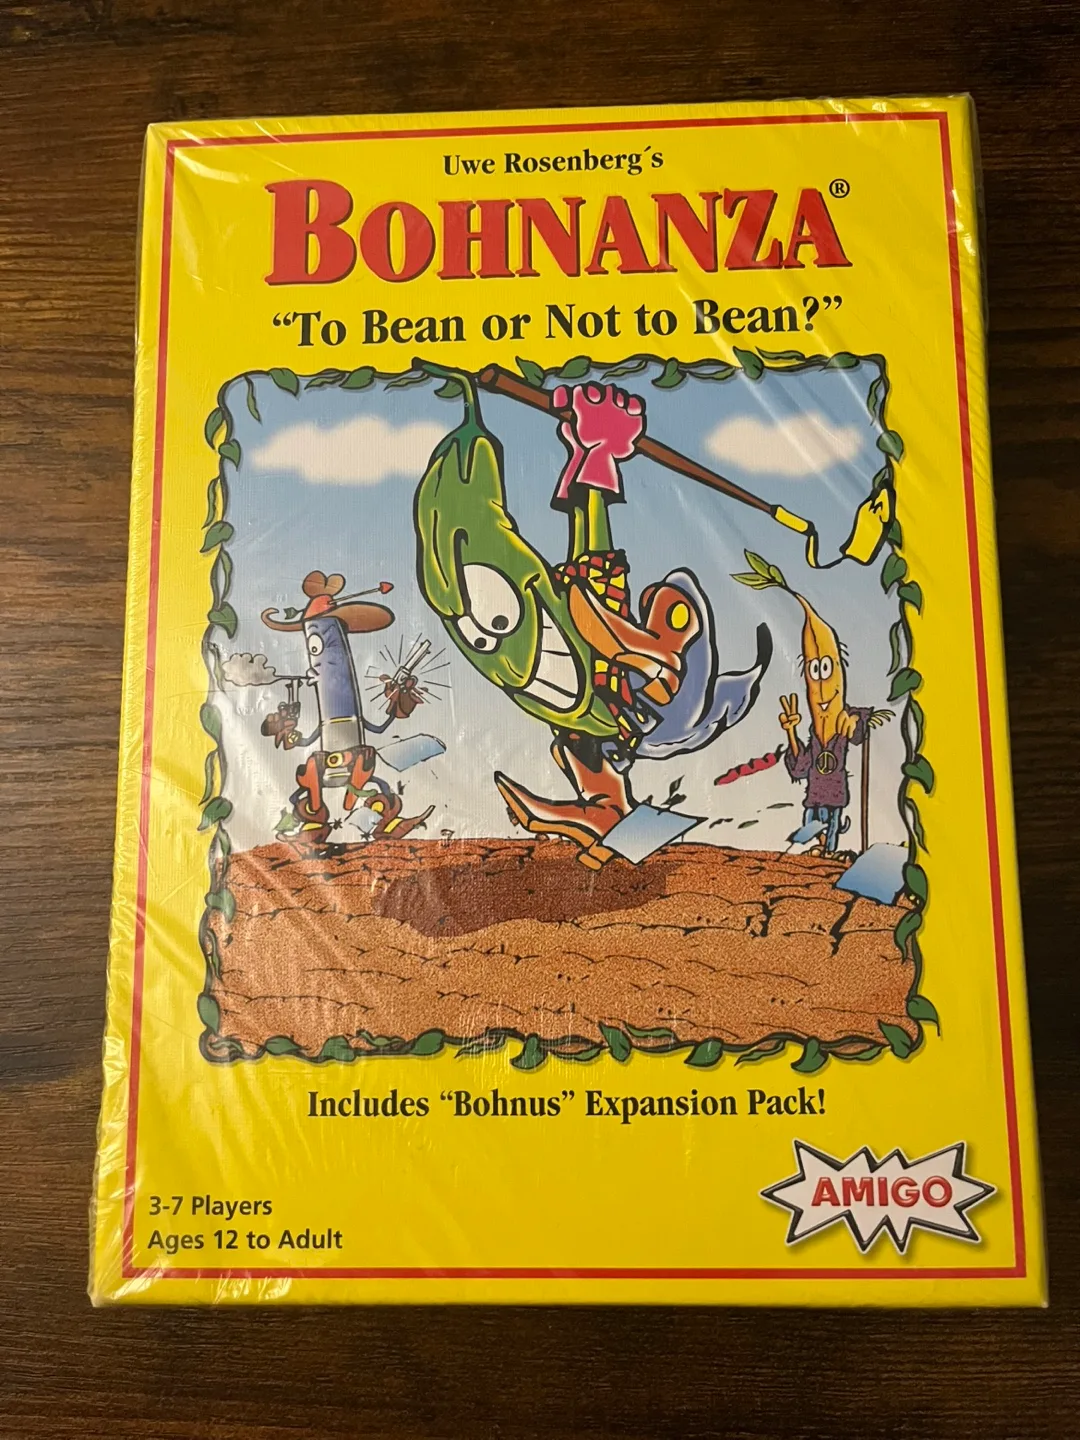 Uwe Rosenberg´s
BOHNANZA®
“To Bean or Not to Bean?”
Includes “Bohnus” Expansion Pack!
3-7 Players
Ages 12 to Adult
AMIGO